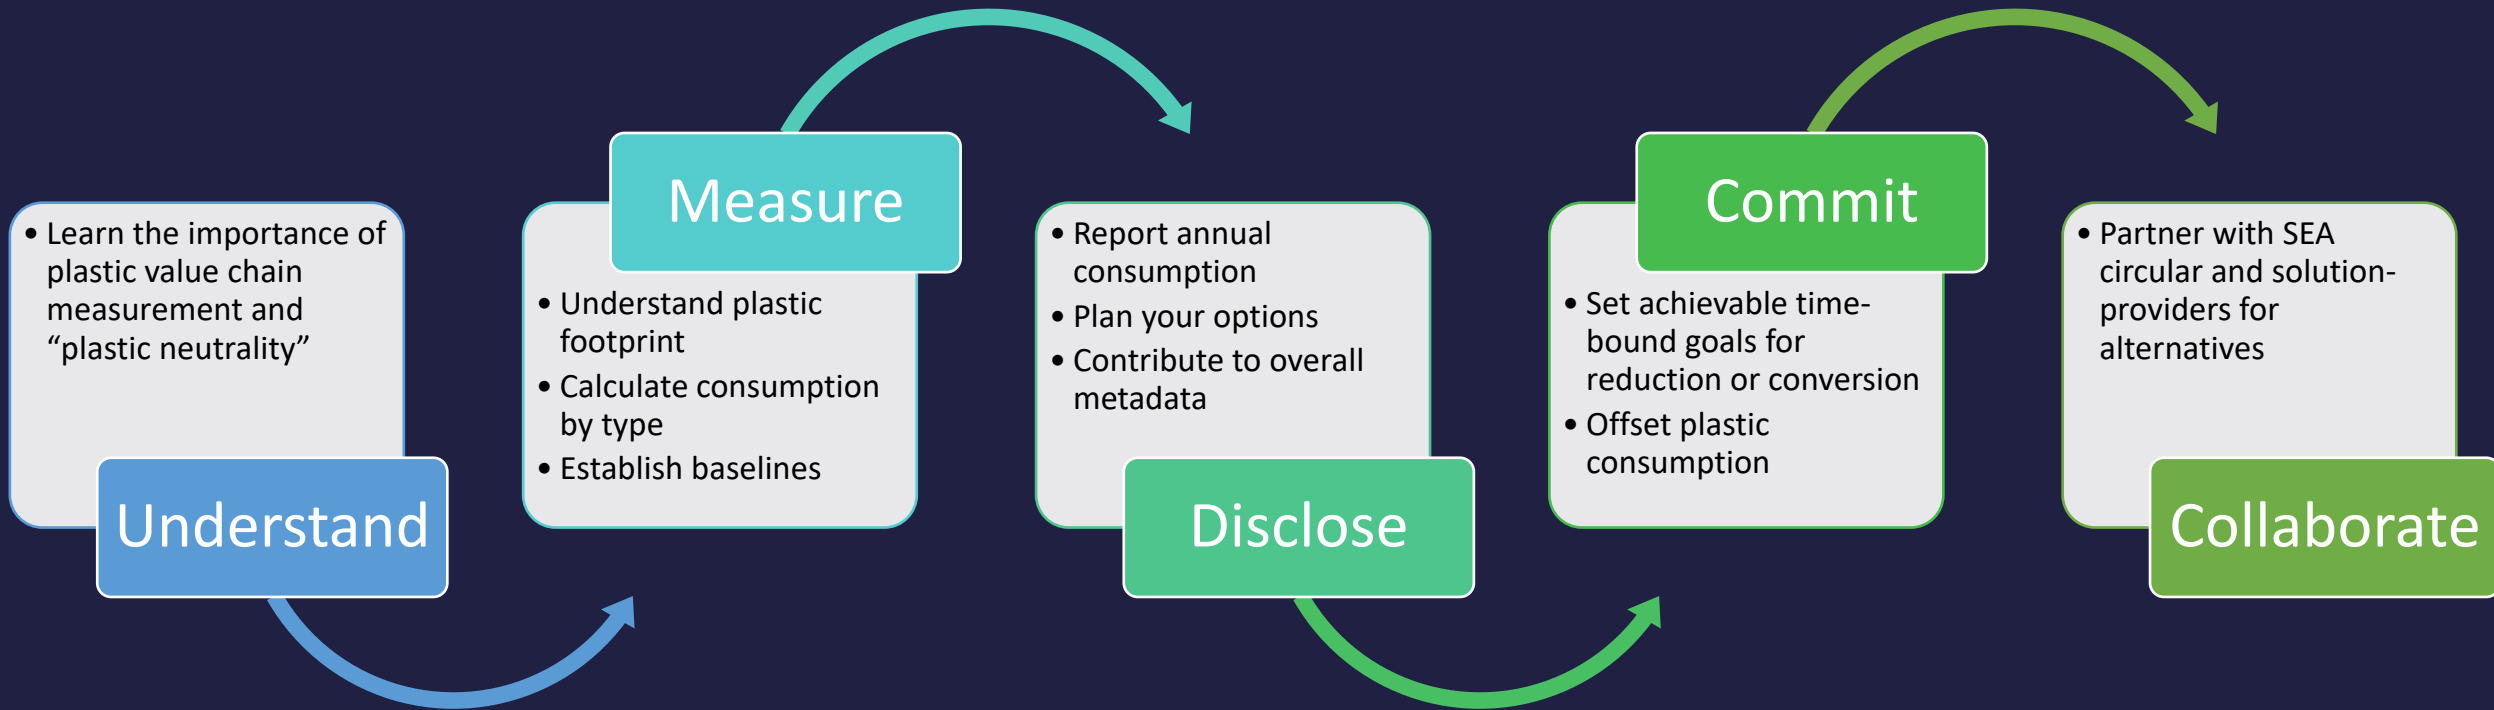 • Learn the importance of
plastic value chain
measurement and
“plastic neutrality”
Understand
Measure
• Understand plastic
footprint
• Calculate consumption
by type
• Establish baselines
• Report annual
consumption
• Plan your options
• Contribute to overall
metadata
Disclose
Commit
• Set achievable time-
bound goals for
reduction or conversion
• Offset plastic
consumption
• Partner with SEA
circular and solution-
providers for
alternatives
Collaborate